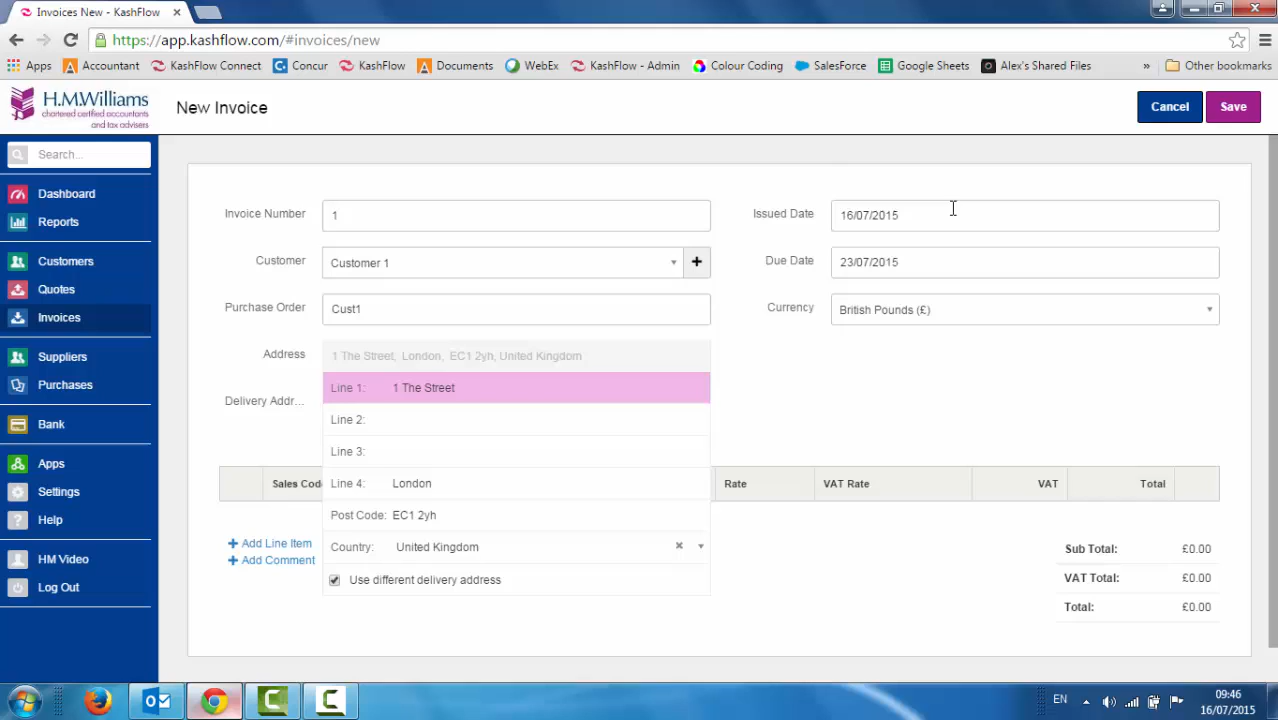 Invoices New - KashFlow
https://app.kashflow.com/#invoices/new
Apps Accountant KashFlow Connect Concur KashFlow Documents WebEx KashFlow - Admin Colour Coding SalesForce Google Sheets Alex's Shared Files » Other bookmarks
H.M.Williams
chartered certified accountants
and tax advisers
New Invoice
Cancel
Save
Search...
Dashboard
Reports
Customers
Quotes
Invoices
Suppliers
Purchases
Bank
Apps
Settings
Help
HM Video
Log Out
Invoice Number 1
Issued Date 16/07/2015
Customer Customer 1
Due Date 23/07/2015
Purchase Order Cust1
Currency British Pounds (£)
Address 1 The Street, London, EC1 2yh, United Kingdom
Line 1: 1 The Street
Delivery Addr...
Line 2:
Line 3:
Line 4: London
Post Code: EC1 2yh
Country: United Kingdom
Use different delivery address
Sales Cod Rate VAT Rate VAT Total
+ Add Line Item
+ Add Comment
Sub Total: £0.00
VAT Total: £0.00
Total: £0.00
EN
09:46
16/07/2015